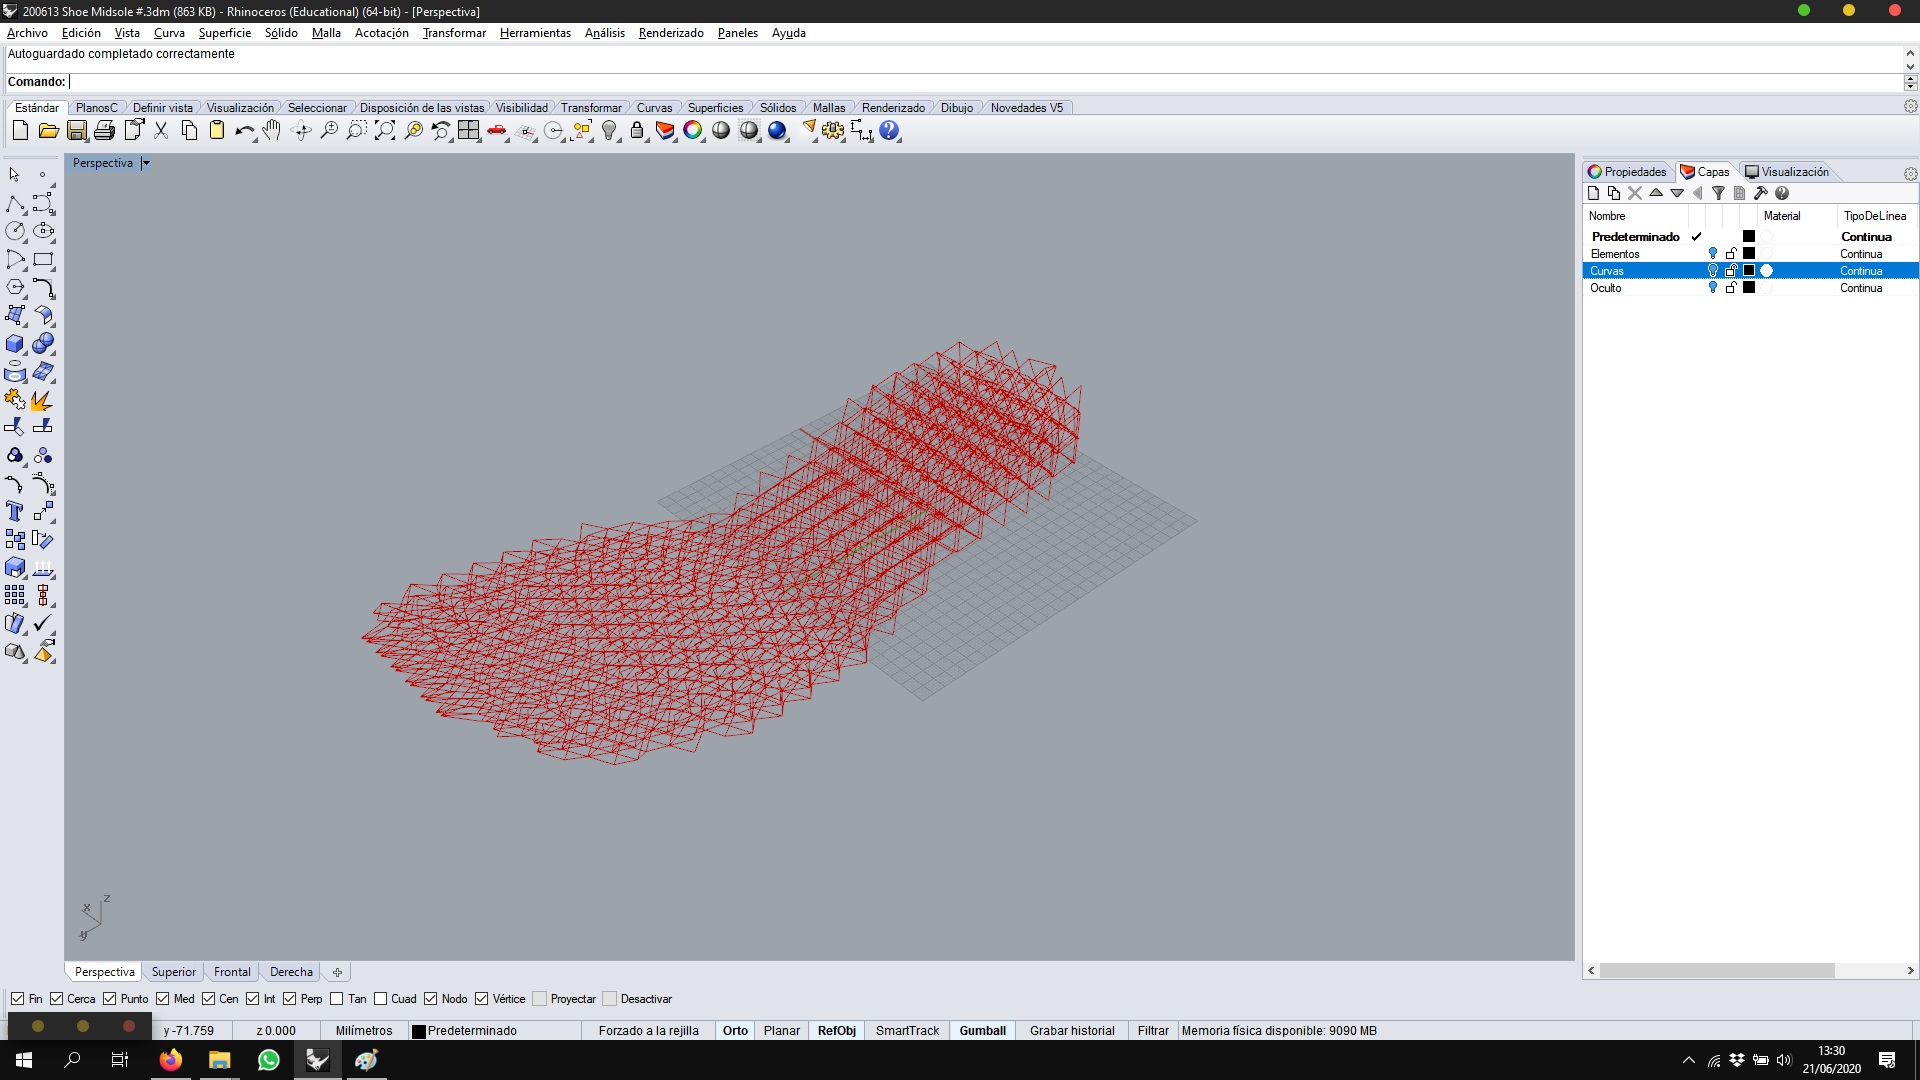 200613 Shoe Midsole #.3dm (863 KB) - Rhinoceros (Educational) (64-bit) - [Perspectiva]
Archivo Edición Vista Curva Superficie Sólido Malla Acotación Transformar Herramientas Análisis Renderizado Paneles Ayuda
Autoguardado completado correctamente
Comando:
Estándar PlanosC Definir vista Visualización Seleccionar Disposición de las vistas Visibilidad Transformar Curvas Superficies Sólidos Mallas Renderizado Dibujo Novedades V5
Perspectiva
Propiedades Capas Visualización
Nombre Material TipoDeLínea
Predeterminado Continua
Elementos Continua
Curvas Continua
Oculto Continua
z
x
y
Perspectiva Superior Frontal Derecha
Fin Cerca Punto Med Cen Int Perp Tan Cuad Nodo Vértice Proyectar Desactivar
y -71.759 z 0.000 Milímetros Predeterminado Forzado a la rejilla Orto Planar RefObj SmartTrack Gumball Grabar historial Filtrar Memoria física disponible: 9090 MB
13:30
21/06/2020